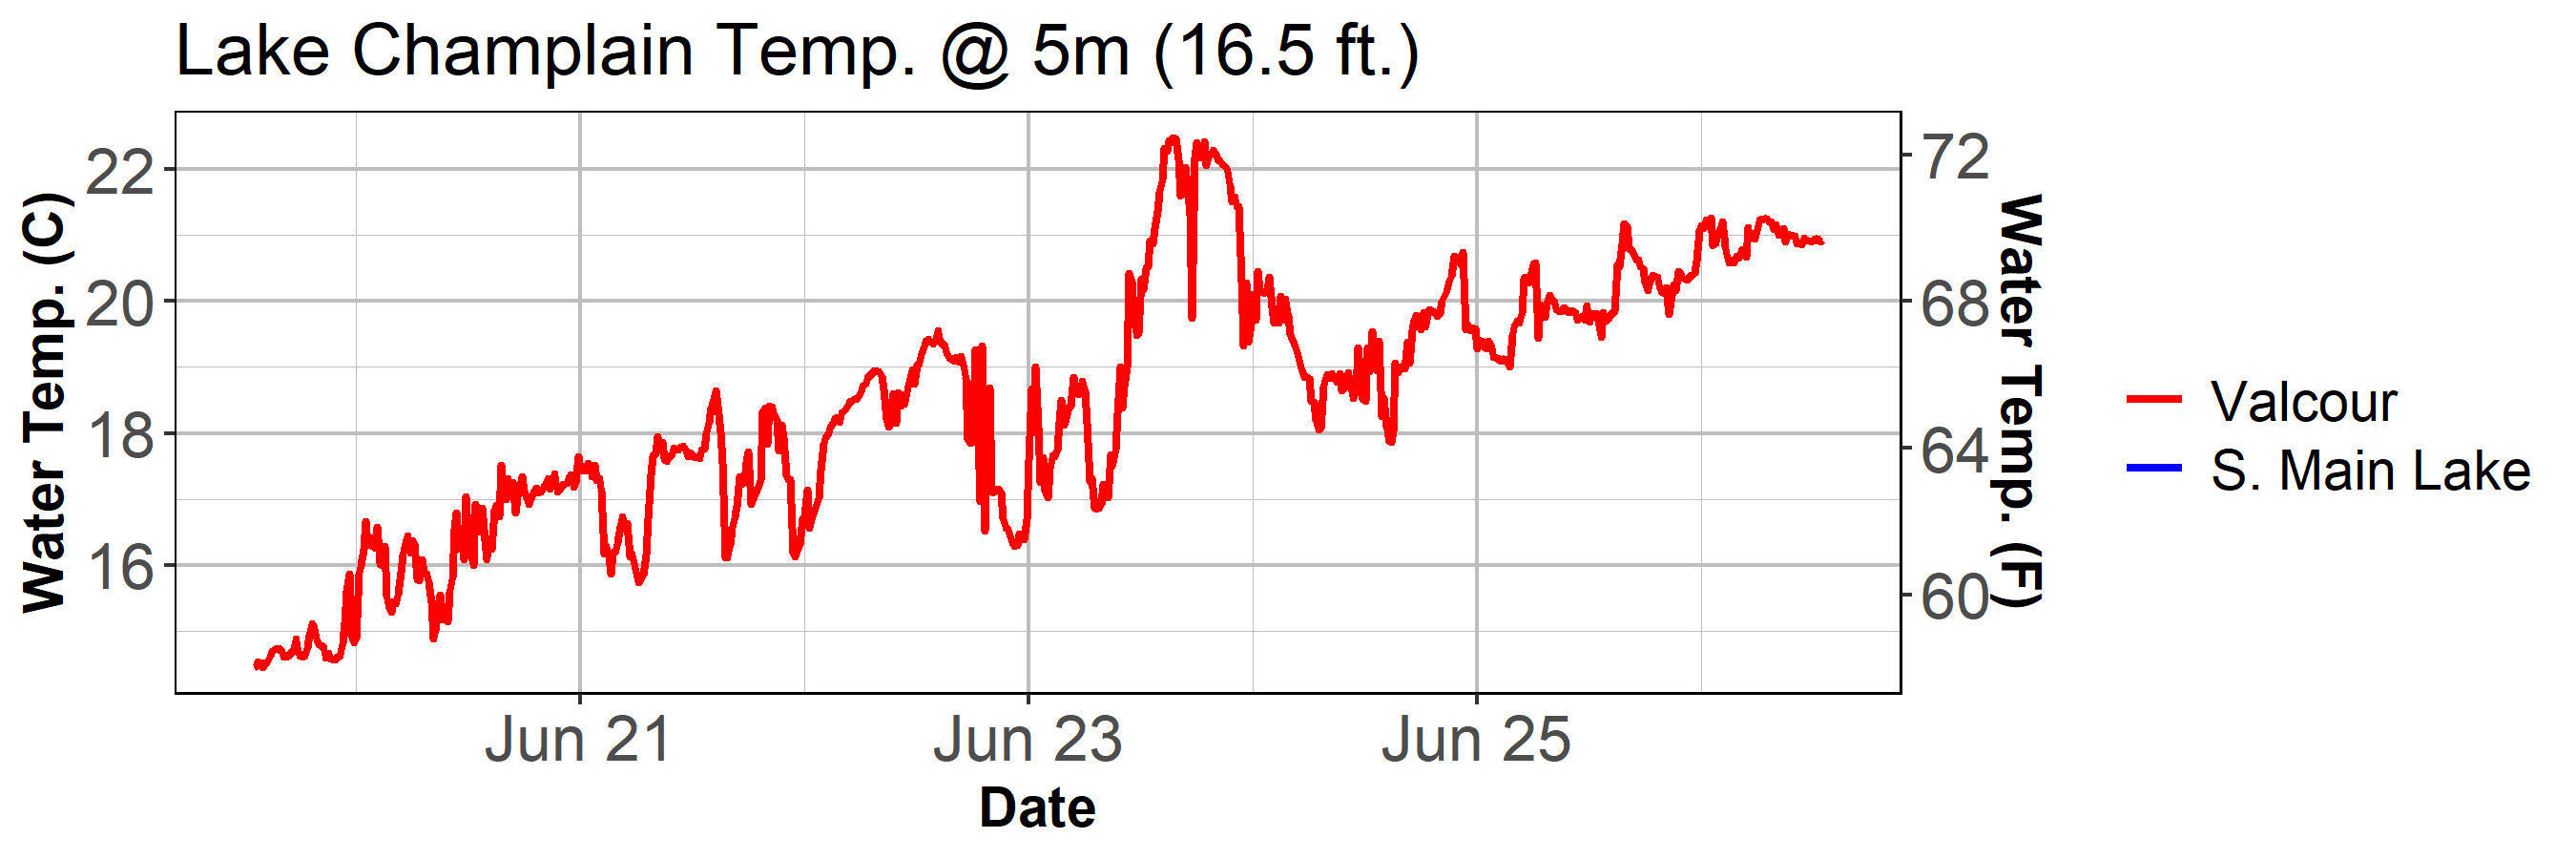 Lake Champlain Temp. @ 5m (16.5 ft.)
Water Temp. (C)
22
20
18
16
72
68
64
60
Water Temp. (F)
Jun 21
Jun 23
Jun 25
Date
Valcour
S. Main Lake